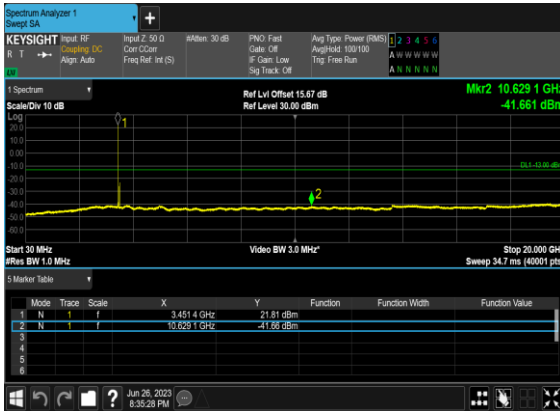 Spectrum Analyzer 1
Swept SA
+
KEYSIGHT Input: RF Input Z: 50 Ω #Atten: 30 dB PNO: Fast Avg Type: Power (RMS) 1 2 3 4 5 6
R T Coupling: DC Corr CCorr Gate: Off Avg|Hold: 100/100 A W W W W W
Align: Auto Freq Ref: Int (S) IF Gain: Low Trig: Free Run
Sig Track: Off A N N N N N
1 Spectrum Ref Lvl Offset 15.67 dB Mkr2 10.629 1 GHz
Scale/Div 10 dB Ref Level 30.00 dBm -41.661 dBm
Log
20.0
10.0
0.00
-10.0
DL1 -13.00 dBm
-20.0
-30.0
-40.0
-50.0
-60.0
1
2
Start 30 MHz Video BW 3.0 MHz* Stop 20.000 GHz
#Res BW 1.0 MHz Sweep 34.7 ms (40001 pts)
5 Marker Table
Mode Trace Scale X Y Function Function Width Function Value
1 N 1 f 3.451 4 GHz 21.81 dBm
2 N 1 f 10.629 1 GHz -41.66 dBm
3
4
5
6
? Jun 26, 2023
8:35:28 PM